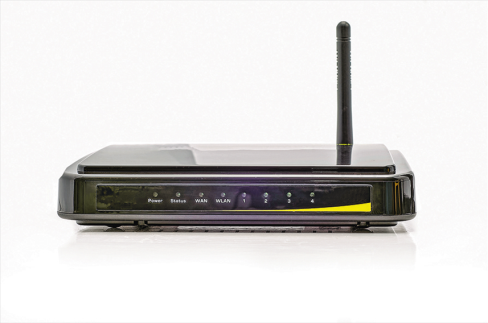 Power Status WAN WLAN 1 2 3 4